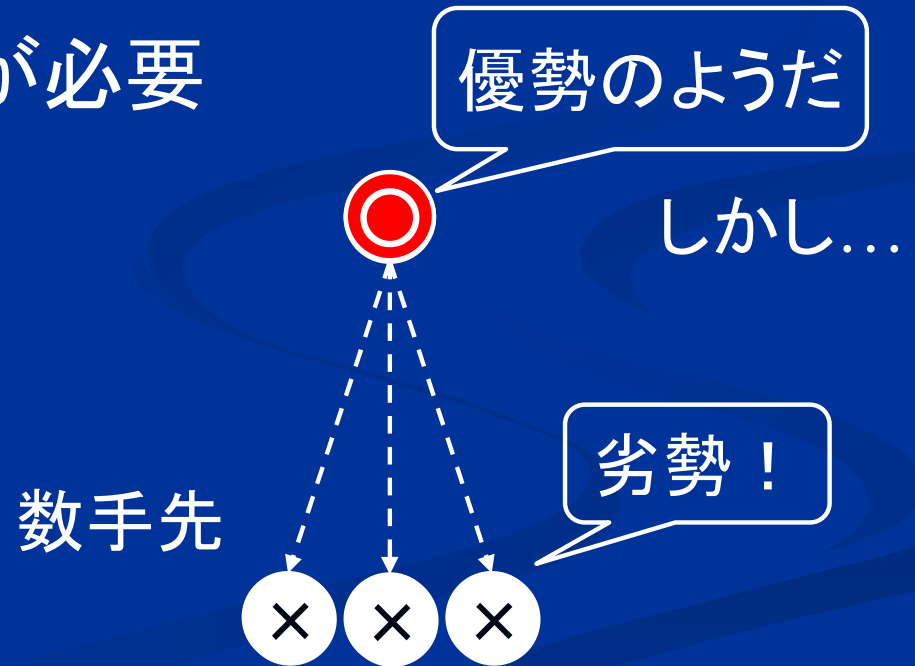 が必要
優勢のようだ
しかし…
劣勢！
数手先
× × ×